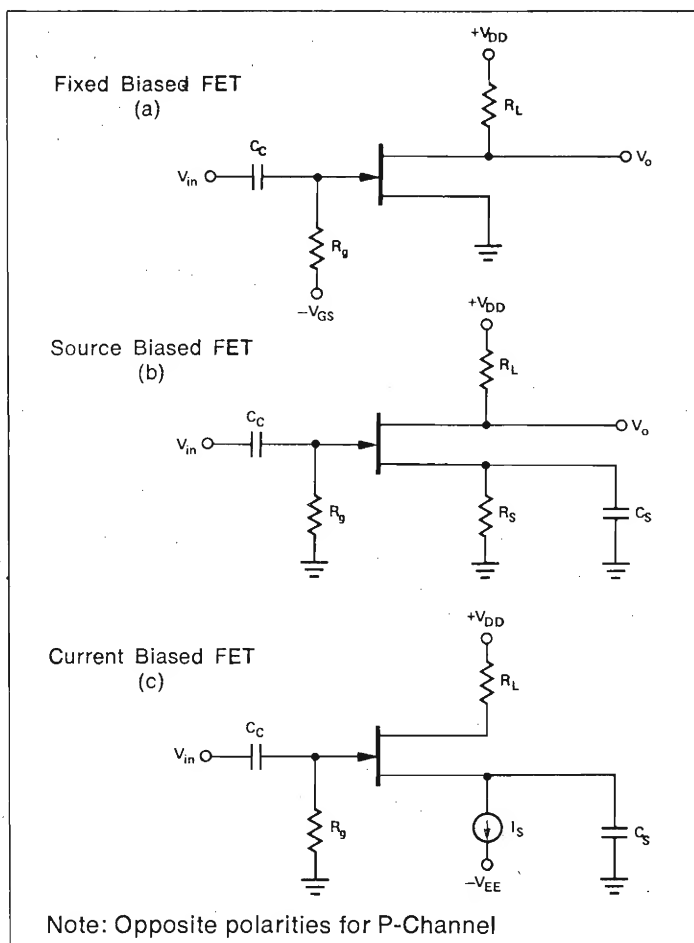 Fixed Biased FET
(a)
+VDD
RL
CC
Vin
Vo
Rg
−VGS
Source Biased FET
(b)
+VDD
RL
CC
Vin
Vo
Rg
RS
CS
Current Biased FET
(c)
+VDD
RL
CC
Vin
Rg
IS
CS
−VEE
Note: Opposite polarities for P-Channel